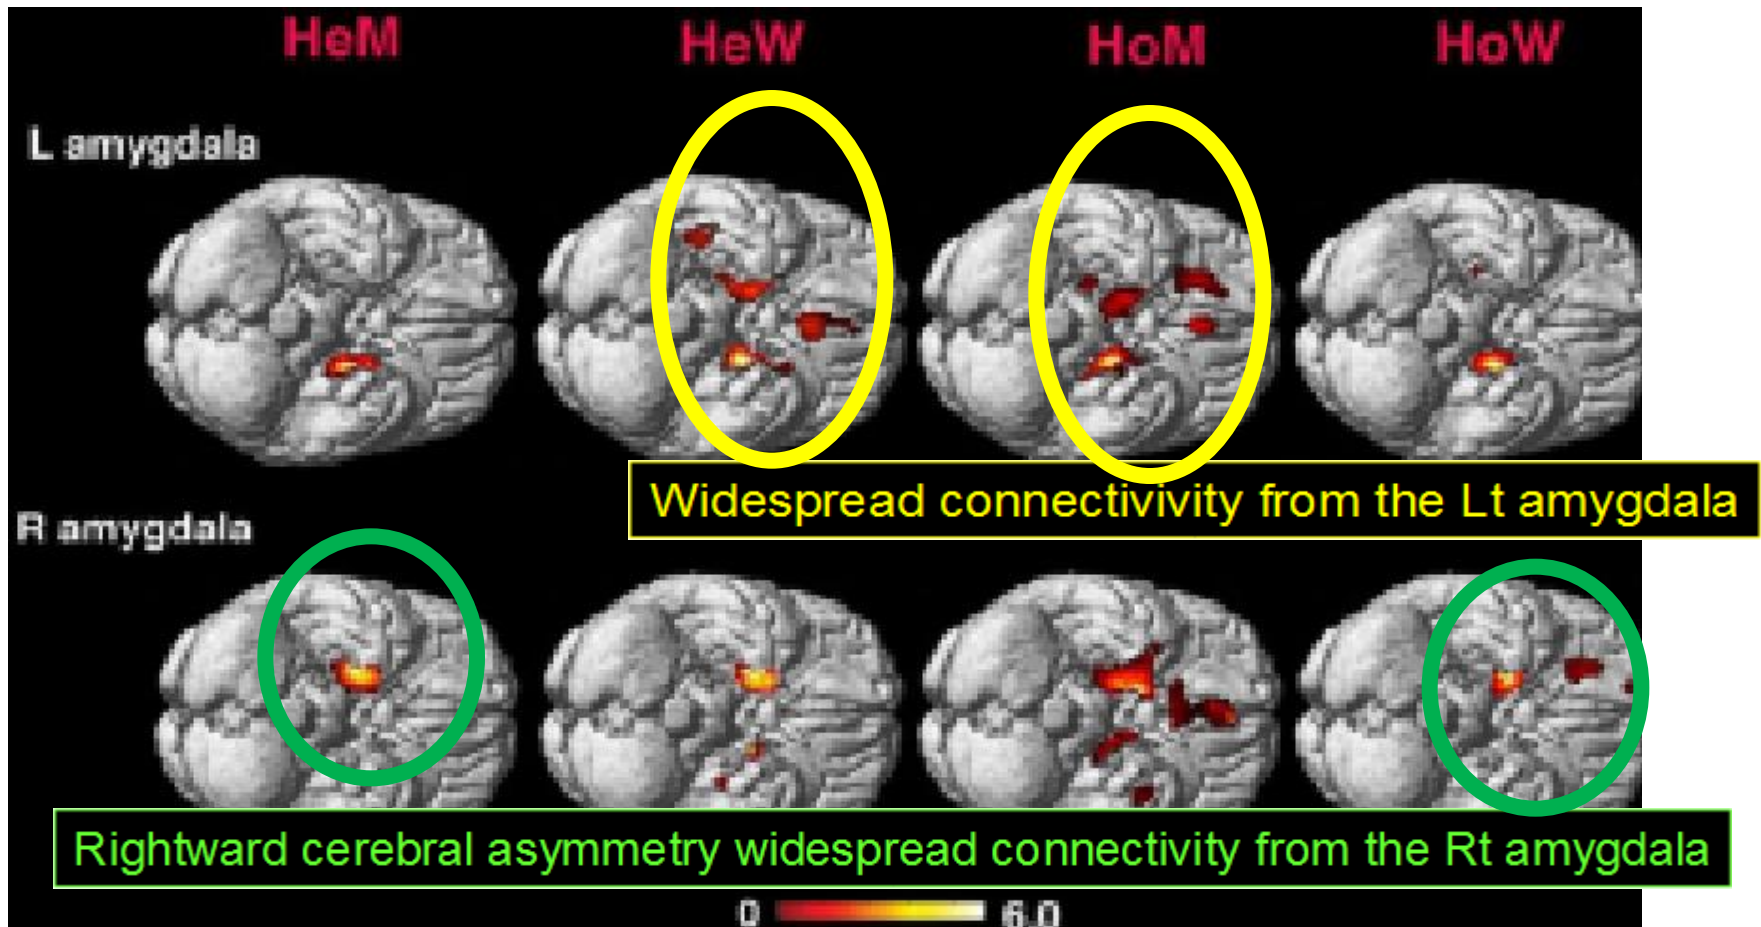 HeM HeW HoM HoW
L amygdala
Widespread connectivivity from the Lt amygdala
R amygdala
Rightward cerebral asymmetry widespread connectivity from the Rt amygdala
0 6.0